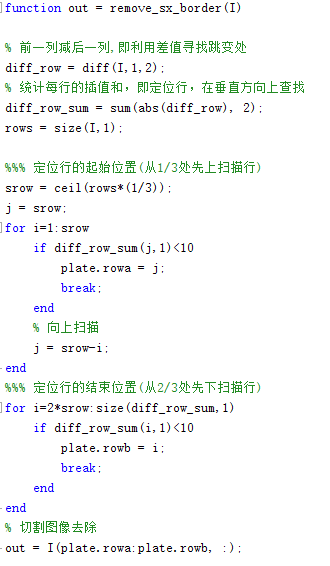 function out = remove_sx_border(I)
% 前一列减后一列,即利用差值寻找跳变处
diff_row = diff(I,1,2);
% 统计每行的插值和, 即定位行, 在垂直方向上查找
diff_row_sum = sum(abs(diff_row), 2);
rows = size(I,1);
%%% 定位行的起始位置(从1/3处先上扫描行)
srow = ceil(rows*(1/3));
j = srow;
for i=1:srow
if diff_row_sum(j,1)<10
plate.rowa = j;
break;
end
% 向上扫描
j = srow-i;
end
%%% 定位行的结束位置(从2/3处先下扫描行)
for i=2*srow:size(diff_row_sum,1)
if diff_row_sum(i,1)<10
plate.rowb = i;
break;
end
end
% 切割图像去除
out = I(plate.rowa:plate.rowb, :);